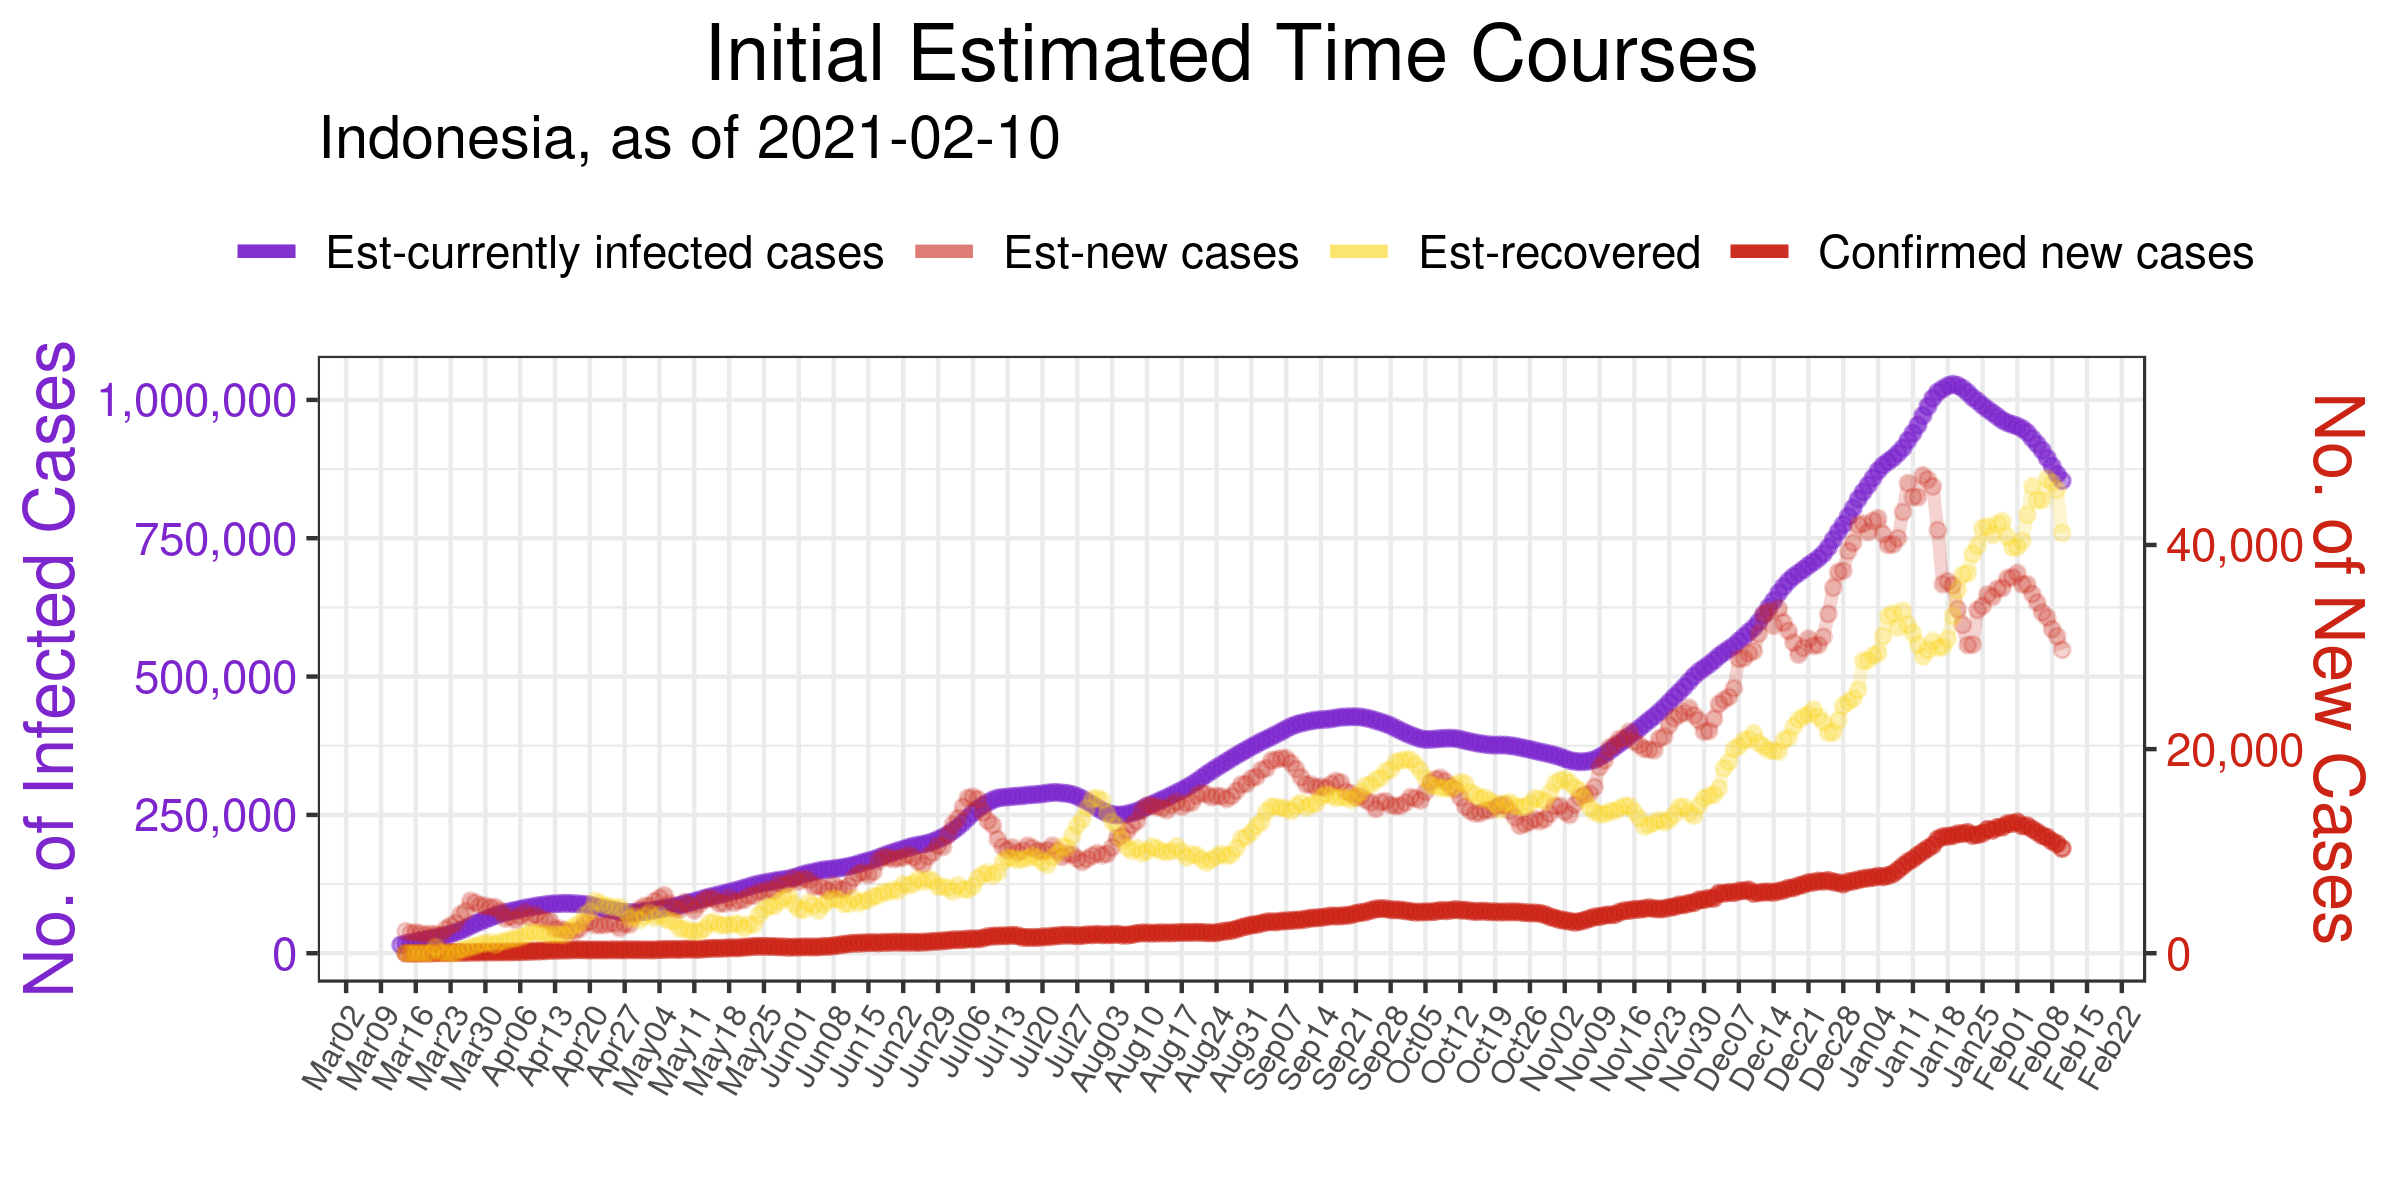 Initial Estimated Time Courses
Indonesia, as of 2021-02-10
Est-currently infected cases
Est-new cases
Est-recovered
Confirmed new cases
No. of Infected Cases
1,000,000
750,000
500,000
250,000
0
No. of New Cases
40,000
20,000
0
Mar02
Mar09
Mar16
Mar23
Mar30
Apr06
Apr13
Apr20
Apr27
May04
May11
May18
May25
Jun01
Jun08
Jun15
Jun22
Jun29
Jul06
Jul13
Jul20
Jul27
Aug03
Aug10
Aug17
Aug24
Aug31
Sep07
Sep14
Sep21
Sep28
Oct05
Oct12
Oct19
Oct26
Nov02
Nov09
Nov16
Nov23
Nov30
Dec07
Dec14
Dec21
Dec28
Jan04
Jan11
Jan18
Jan25
Feb01
Feb08
Feb15
Feb22